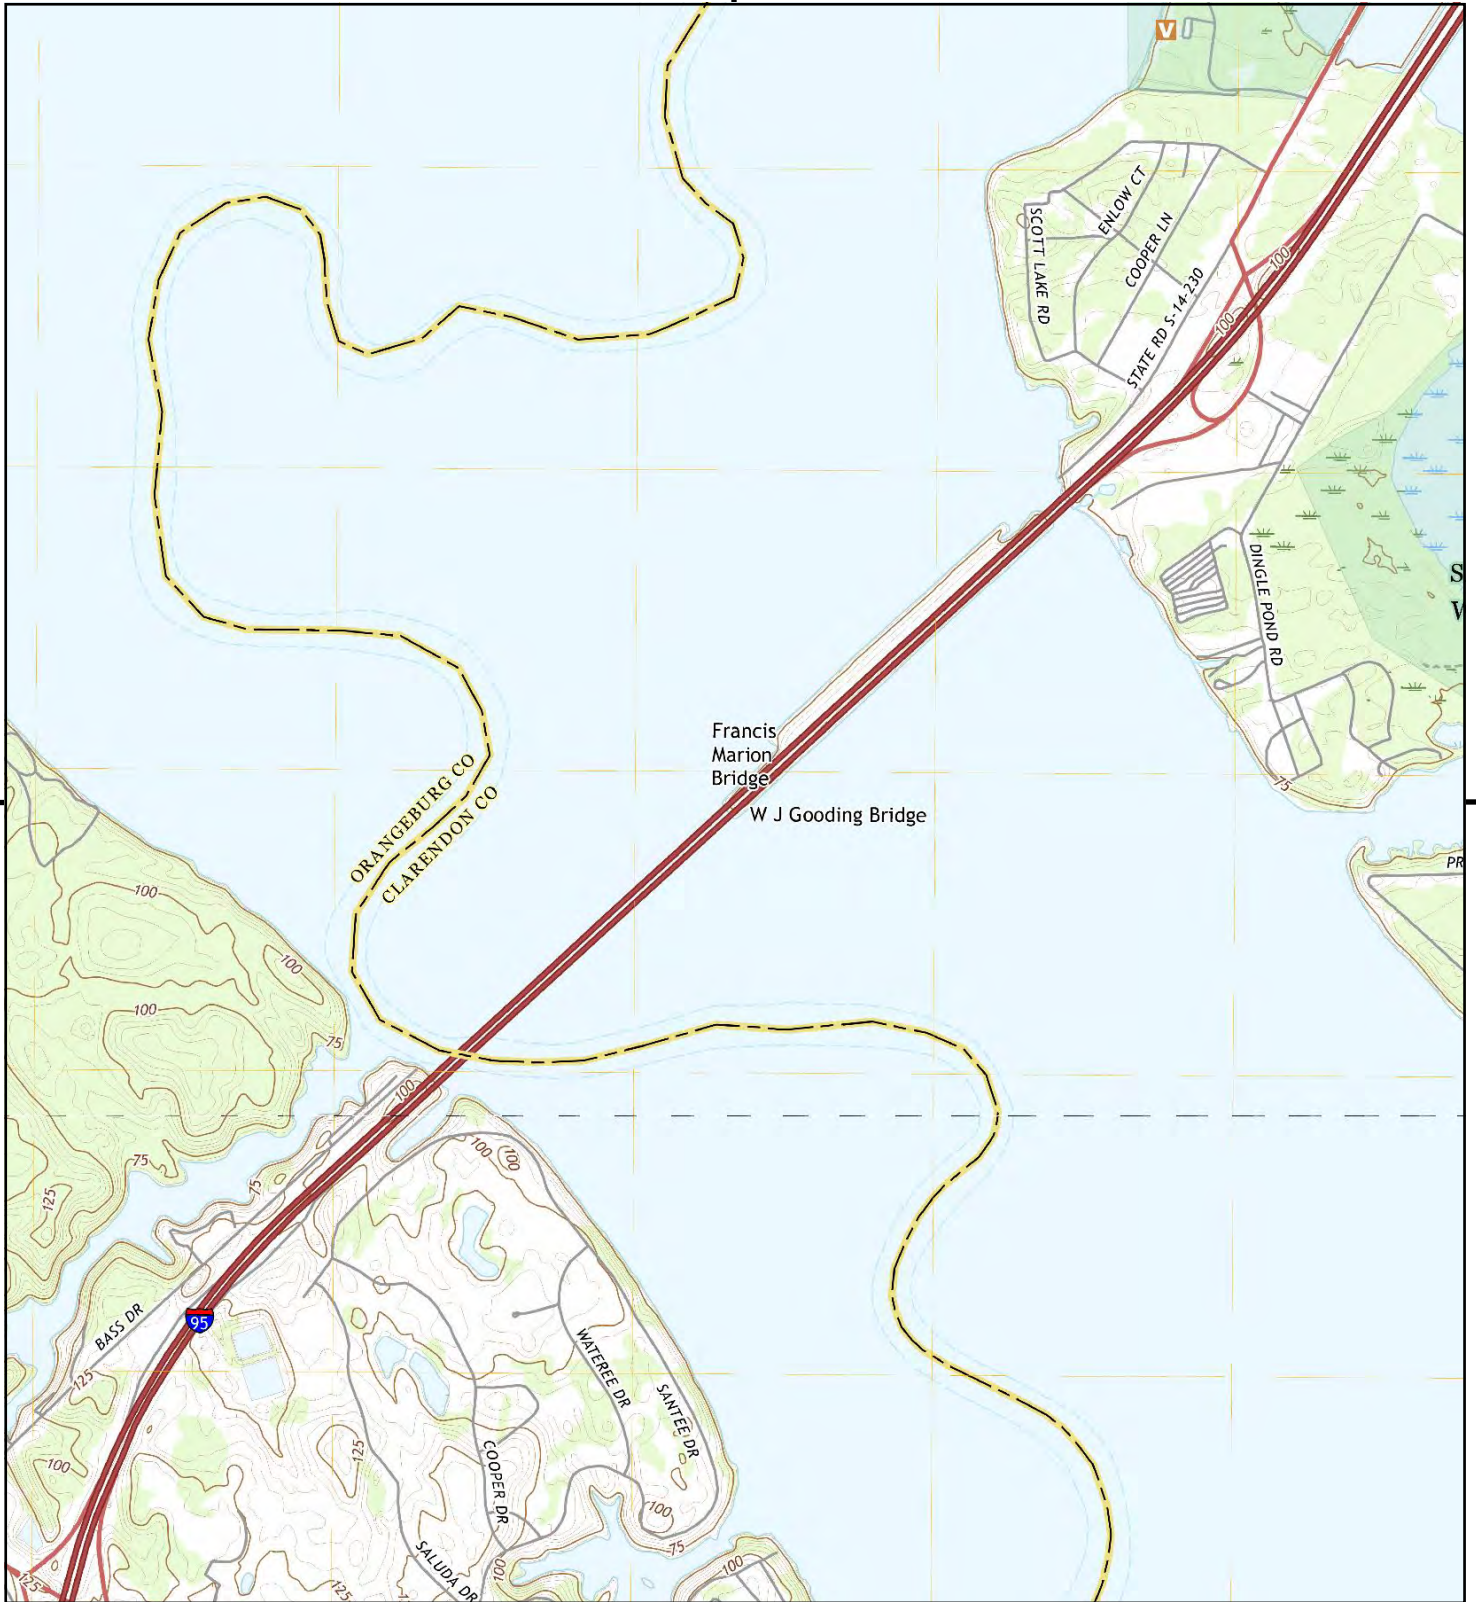 V
ENLOW CT
SCOTT LAKE RD
COOPER LN
STATE RD S-14-230
100
100
DINGLE POND RD
S
W
Francis
Marion
Bridge
W J Gooding Bridge
75
ORANGEBURG CO
CLARENDON CO
PR
100
100
100
75
100
75
75
125
100
100
BASS DR
95
125
WATEREE DR
SANTEE DR
100
125
COOPER DR
100
75
SALUDA DR
100
100
125
125